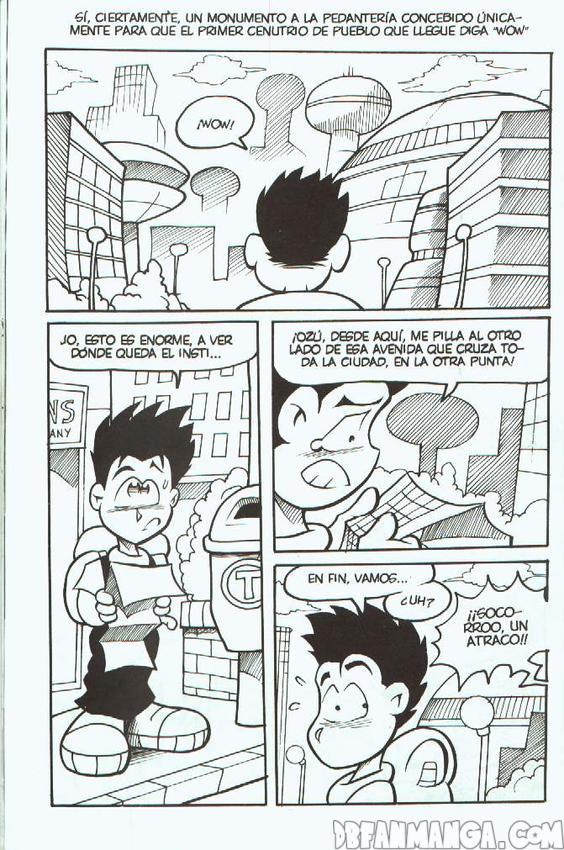 SÍ, CIERTAMENTE, UN MONUMENTO A LA PEDANTERÍA CONCEBIDO ÚNICA-
MENTE PARA QUE EL PRIMER CENUTRIO DE PUEBLO QUE LLEGUE DIGA "WOW"
¡WOW!
JO, ESTO ES ENORME, A VER
DÓNDE QUEDA EL INSTI...
NS
ANY
T
¡OZÚ, DESDE AQUÍ, ME PILLA AL OTRO
LADO DE ESA AVENIDA QUE CRUZA TO-
DA LA CIUDAD, EN LA OTRA PUNTA!
EN FIN, VAMOS...
¿UH?
¡¡SOCO-
RROO, UN
ATRACO!!
DBFANMANGA.COM